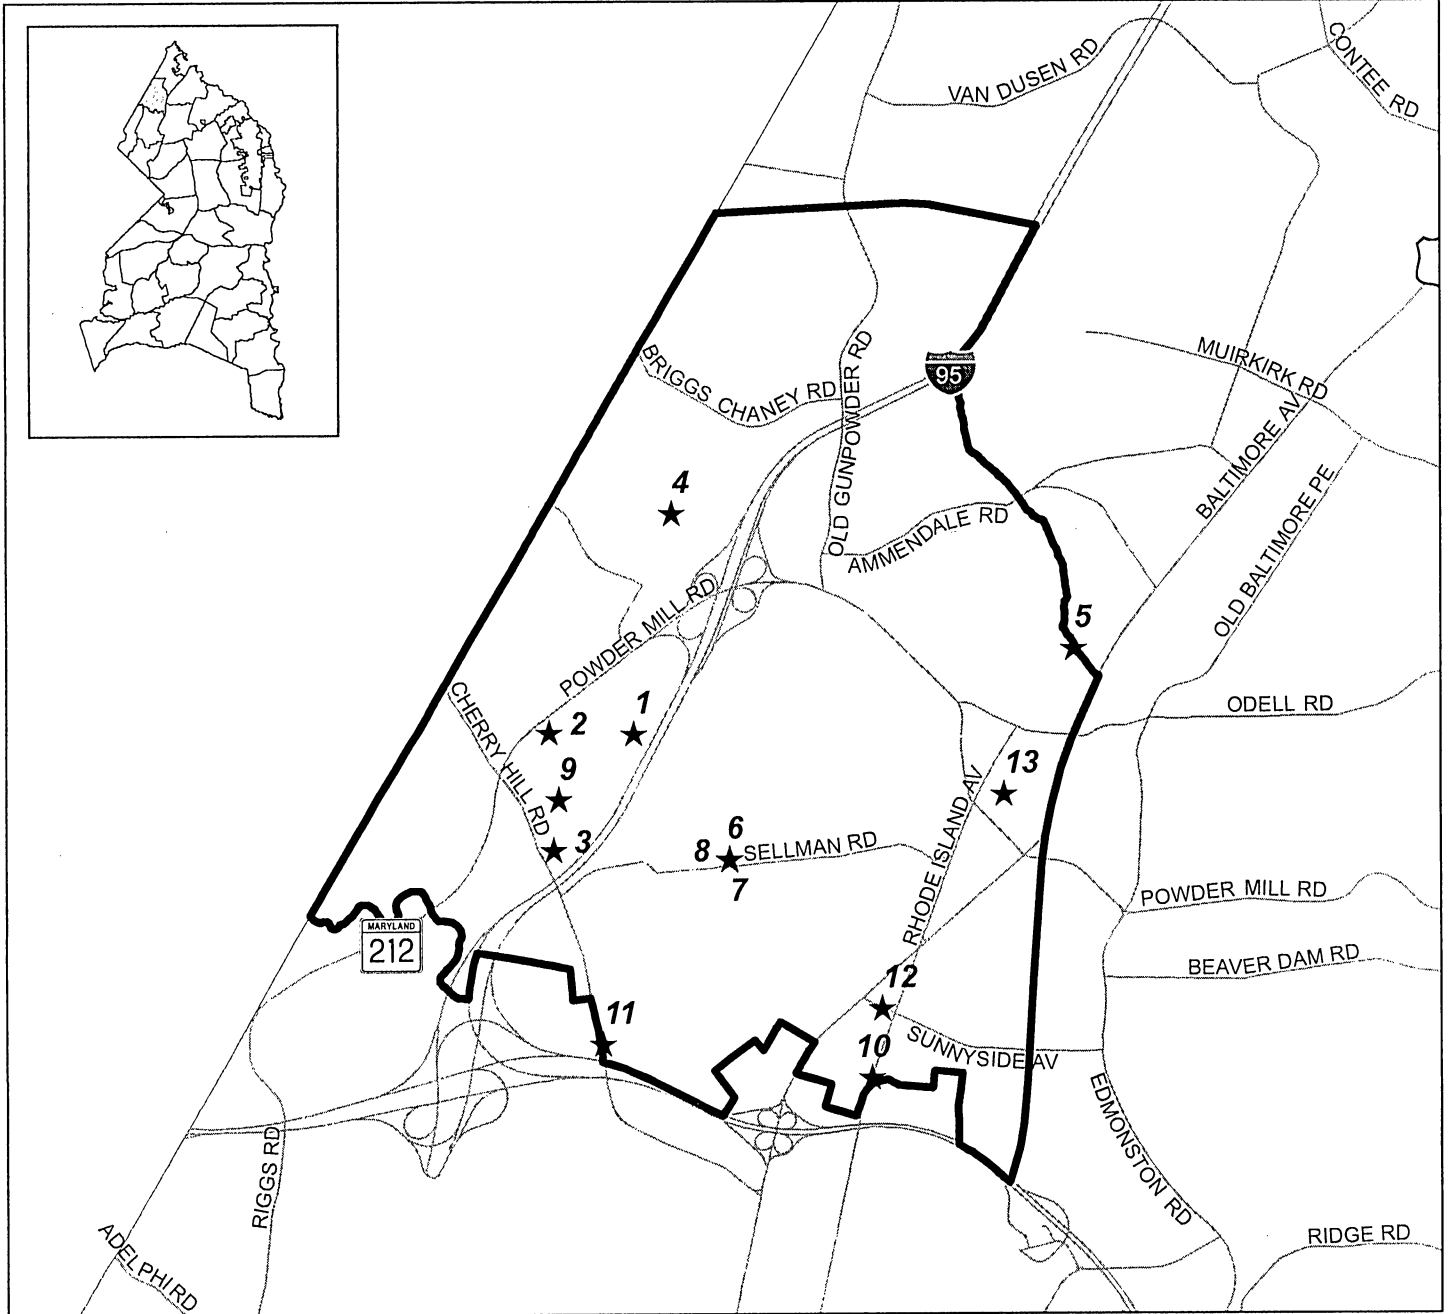 VAN DUSEN RD
CONTEE RD
MUIRKIRK RD
BRIGGS CHANEY RD
OLD GUNPOWDER RD
95
BALTIMORE AV
OLD BALTIMORE PE
4
AMMENDALE RD
POWDER MILL RD
5
CHERRY HILL RD
1
2
ODELL RD
9
13
3
6
8
SELLMAN RD
7
RHODE ISLAND AV
POWDER MILL RD
MARYLAND
212
BEAVER DAM RD
12
11
SUNNYSIDE AV
10
EDMONSTON RD
RIGGS RD
ADELPHI RD
RIDGE RD